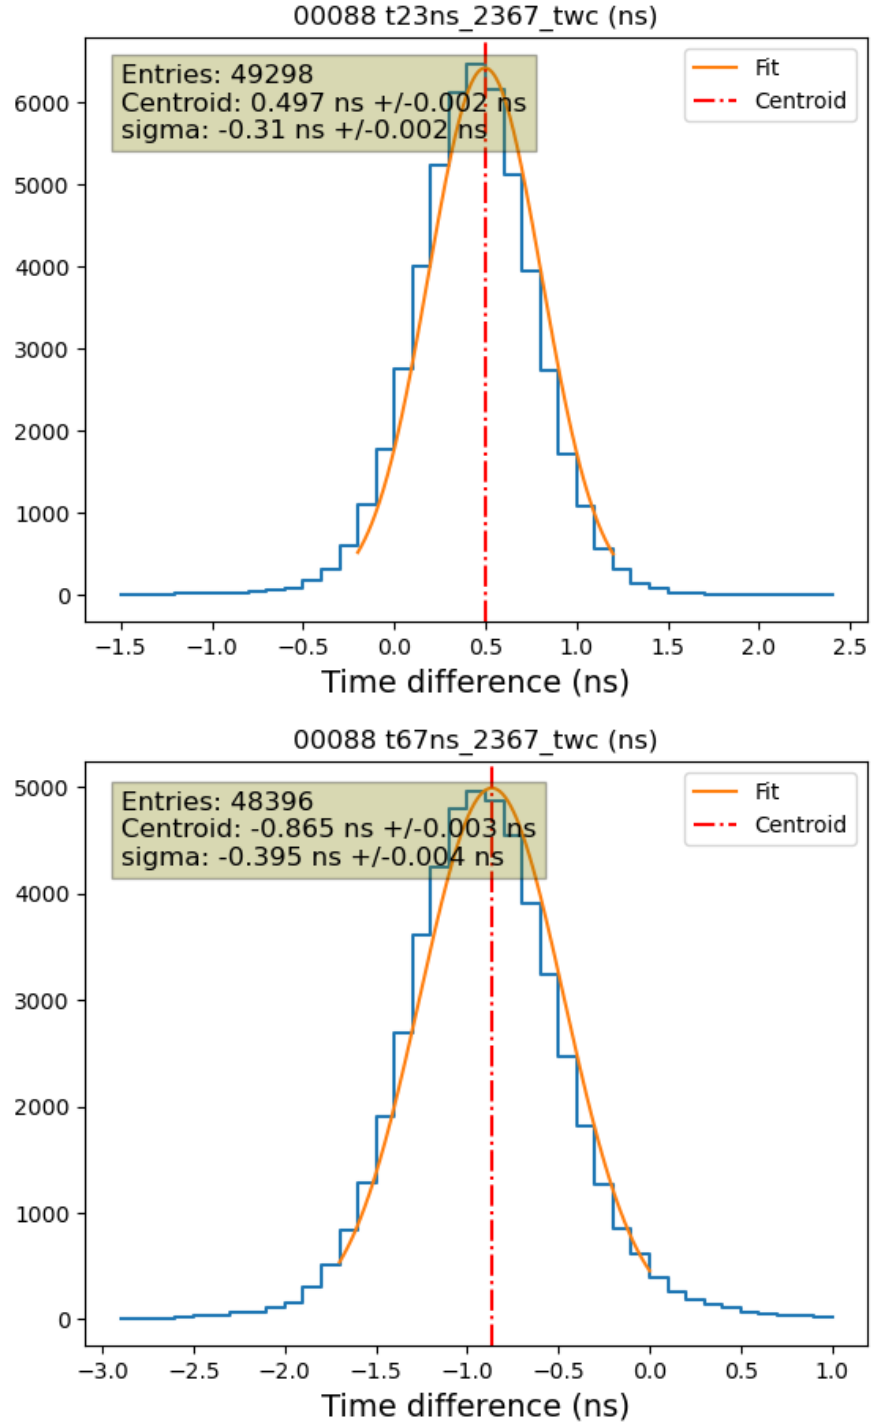 00088 t23ns_2367_twc (ns)
Entries: 49298
Centroid: 0.497 ns +/-0.002 ns
sigma: -0.31 ns +/-0.002 ns
Fit
Centroid
6000
5000
4000
3000
2000
1000
0
−1.5 −1.0 −0.5 0.0 0.5 1.0 1.5 2.0 2.5
Time difference (ns)
00088 t67ns_2367_twc (ns)
Entries: 48396
Centroid: -0.865 ns +/-0.003 ns
sigma: -0.395 ns +/-0.004 ns
Fit
Centroid
5000
4000
3000
2000
1000
0
−3.0 −2.5 −2.0 −1.5 −1.0 −0.5 0.0 0.5 1.0
Time difference (ns)